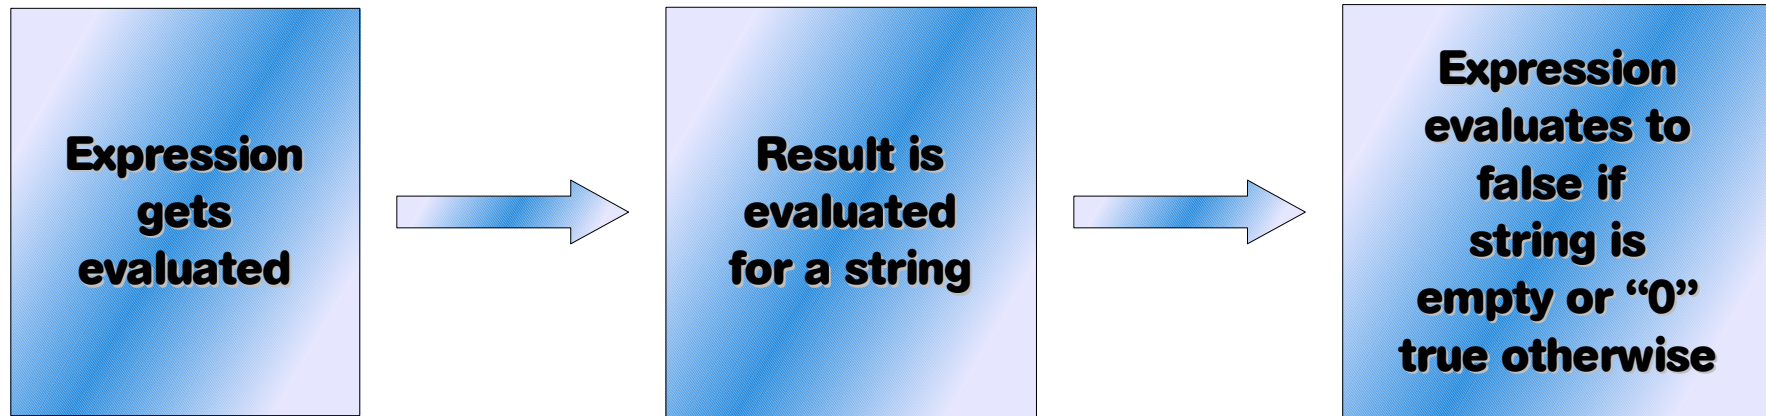 Expression
gets
evaluated
Result is
evaluated
for a string
Expression
evaluates to
false if
string is
empty or “0”
true otherwise